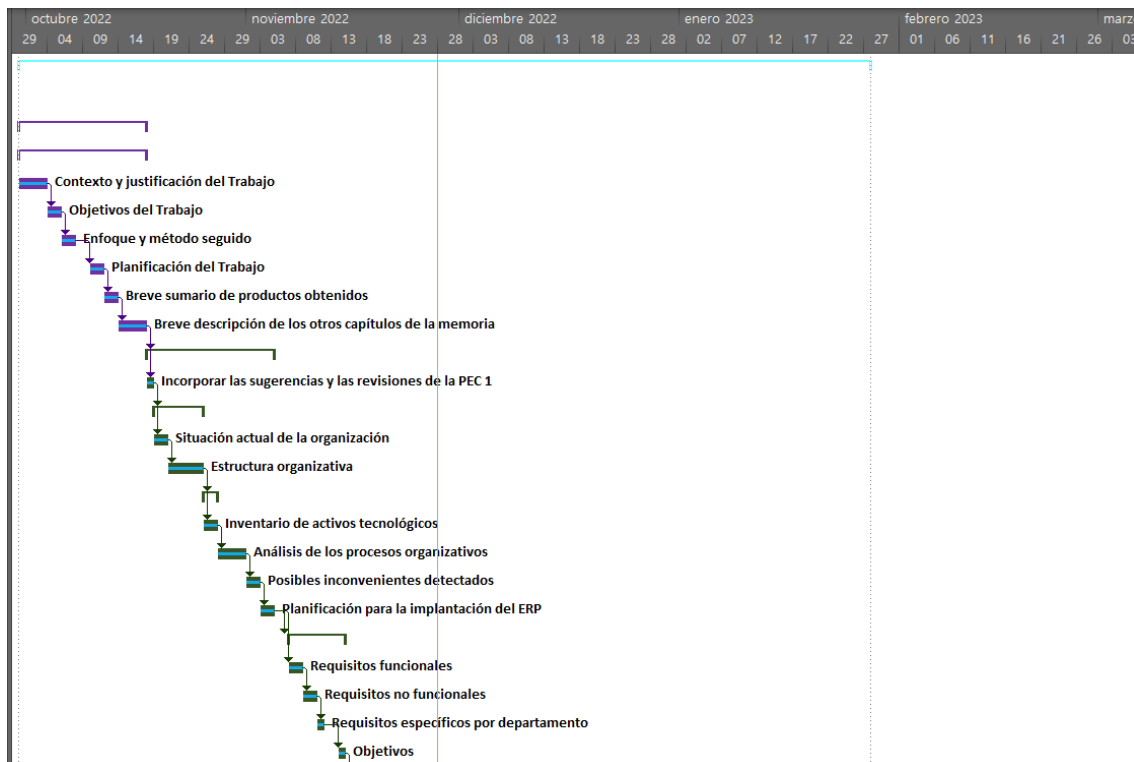 octubre 2022 noviembre 2022 diciembre 2022 enero 2023 febrero 2023 marz
29 04 09 14 19 24 29 03 08 13 18 23 28 03 08 13 18 23 28 02 07 12 17 22 27 01 06 11 16 21 26 03
Contexto y justificación del Trabajo
Objetivos del Trabajo
Enfoque y método seguido
Planificación del Trabajo
Breve sumario de productos obtenidos
Breve descripción de los otros capítulos de la memoria
Incorporar las sugerencias y las revisiones de la PEC 1
Situación actual de la organización
Estructura organizativa
Inventario de activos tecnológicos
Análisis de los procesos organizativos
Posibles inconvenientes detectados
Planificación para la implantación del ERP
Requisitos funcionales
Requisitos no funcionales
Requisitos específicos por departamento
Objetivos